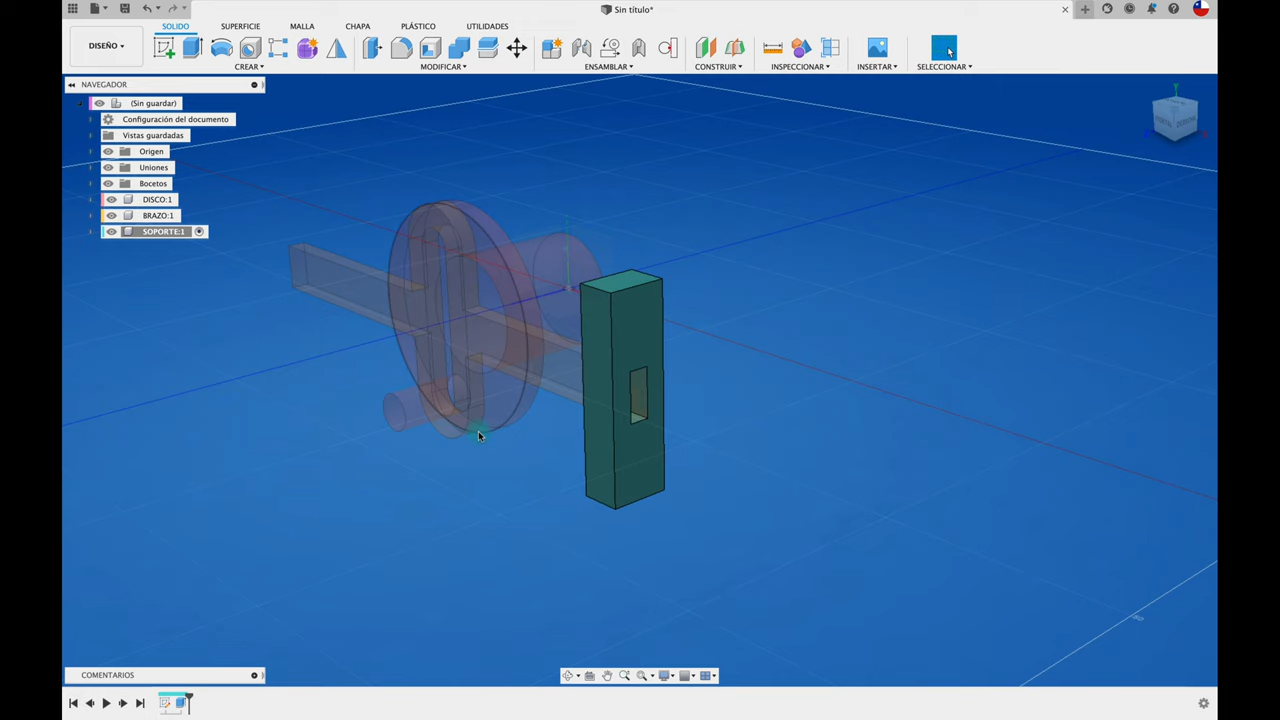 Sin título*
SOLIDO
SUPERFICIE
MALLA
CHAPA
PLÁSTICO
UTILIDADES
DISEÑO
CREAR
MODIFICAR
ENSAMBLAR
CONSTRUIR
INSPECCIONAR
INSERTAR
SELECCIONAR
NAVEGADOR
(Sin guardar)
Configuración del documento
Vistas guardadas
Origen
Uniones
Bocetos
DISCO:1
BRAZO:1
SOPORTE:1
Y
COMENTARIOS